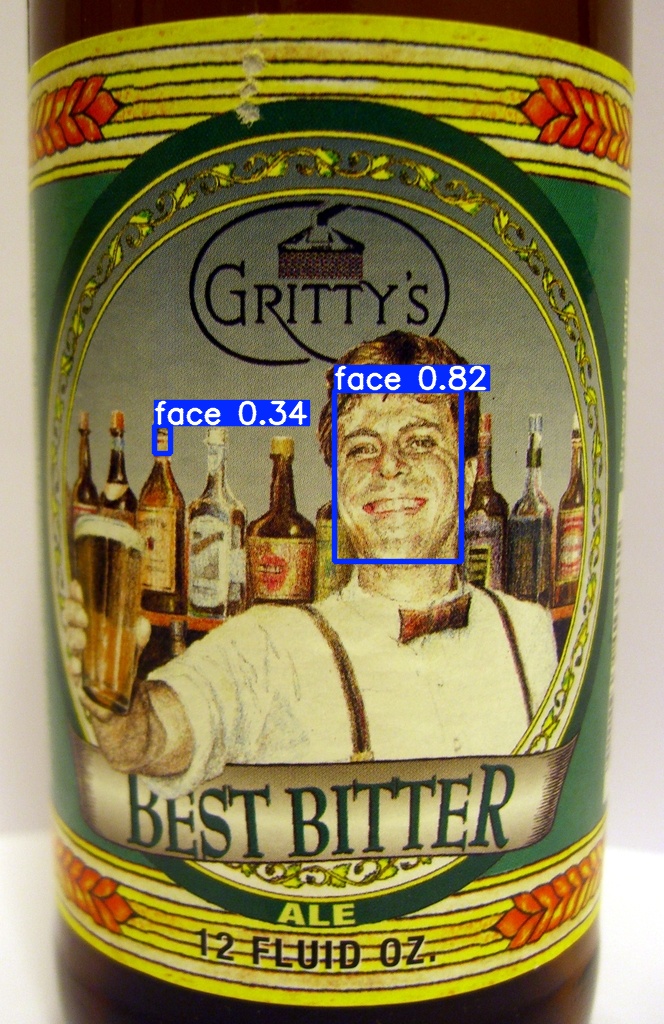 GRITTY'S
face 0.82
face 0.34
BEST BITTER
ALE
12 FLUID OZ.